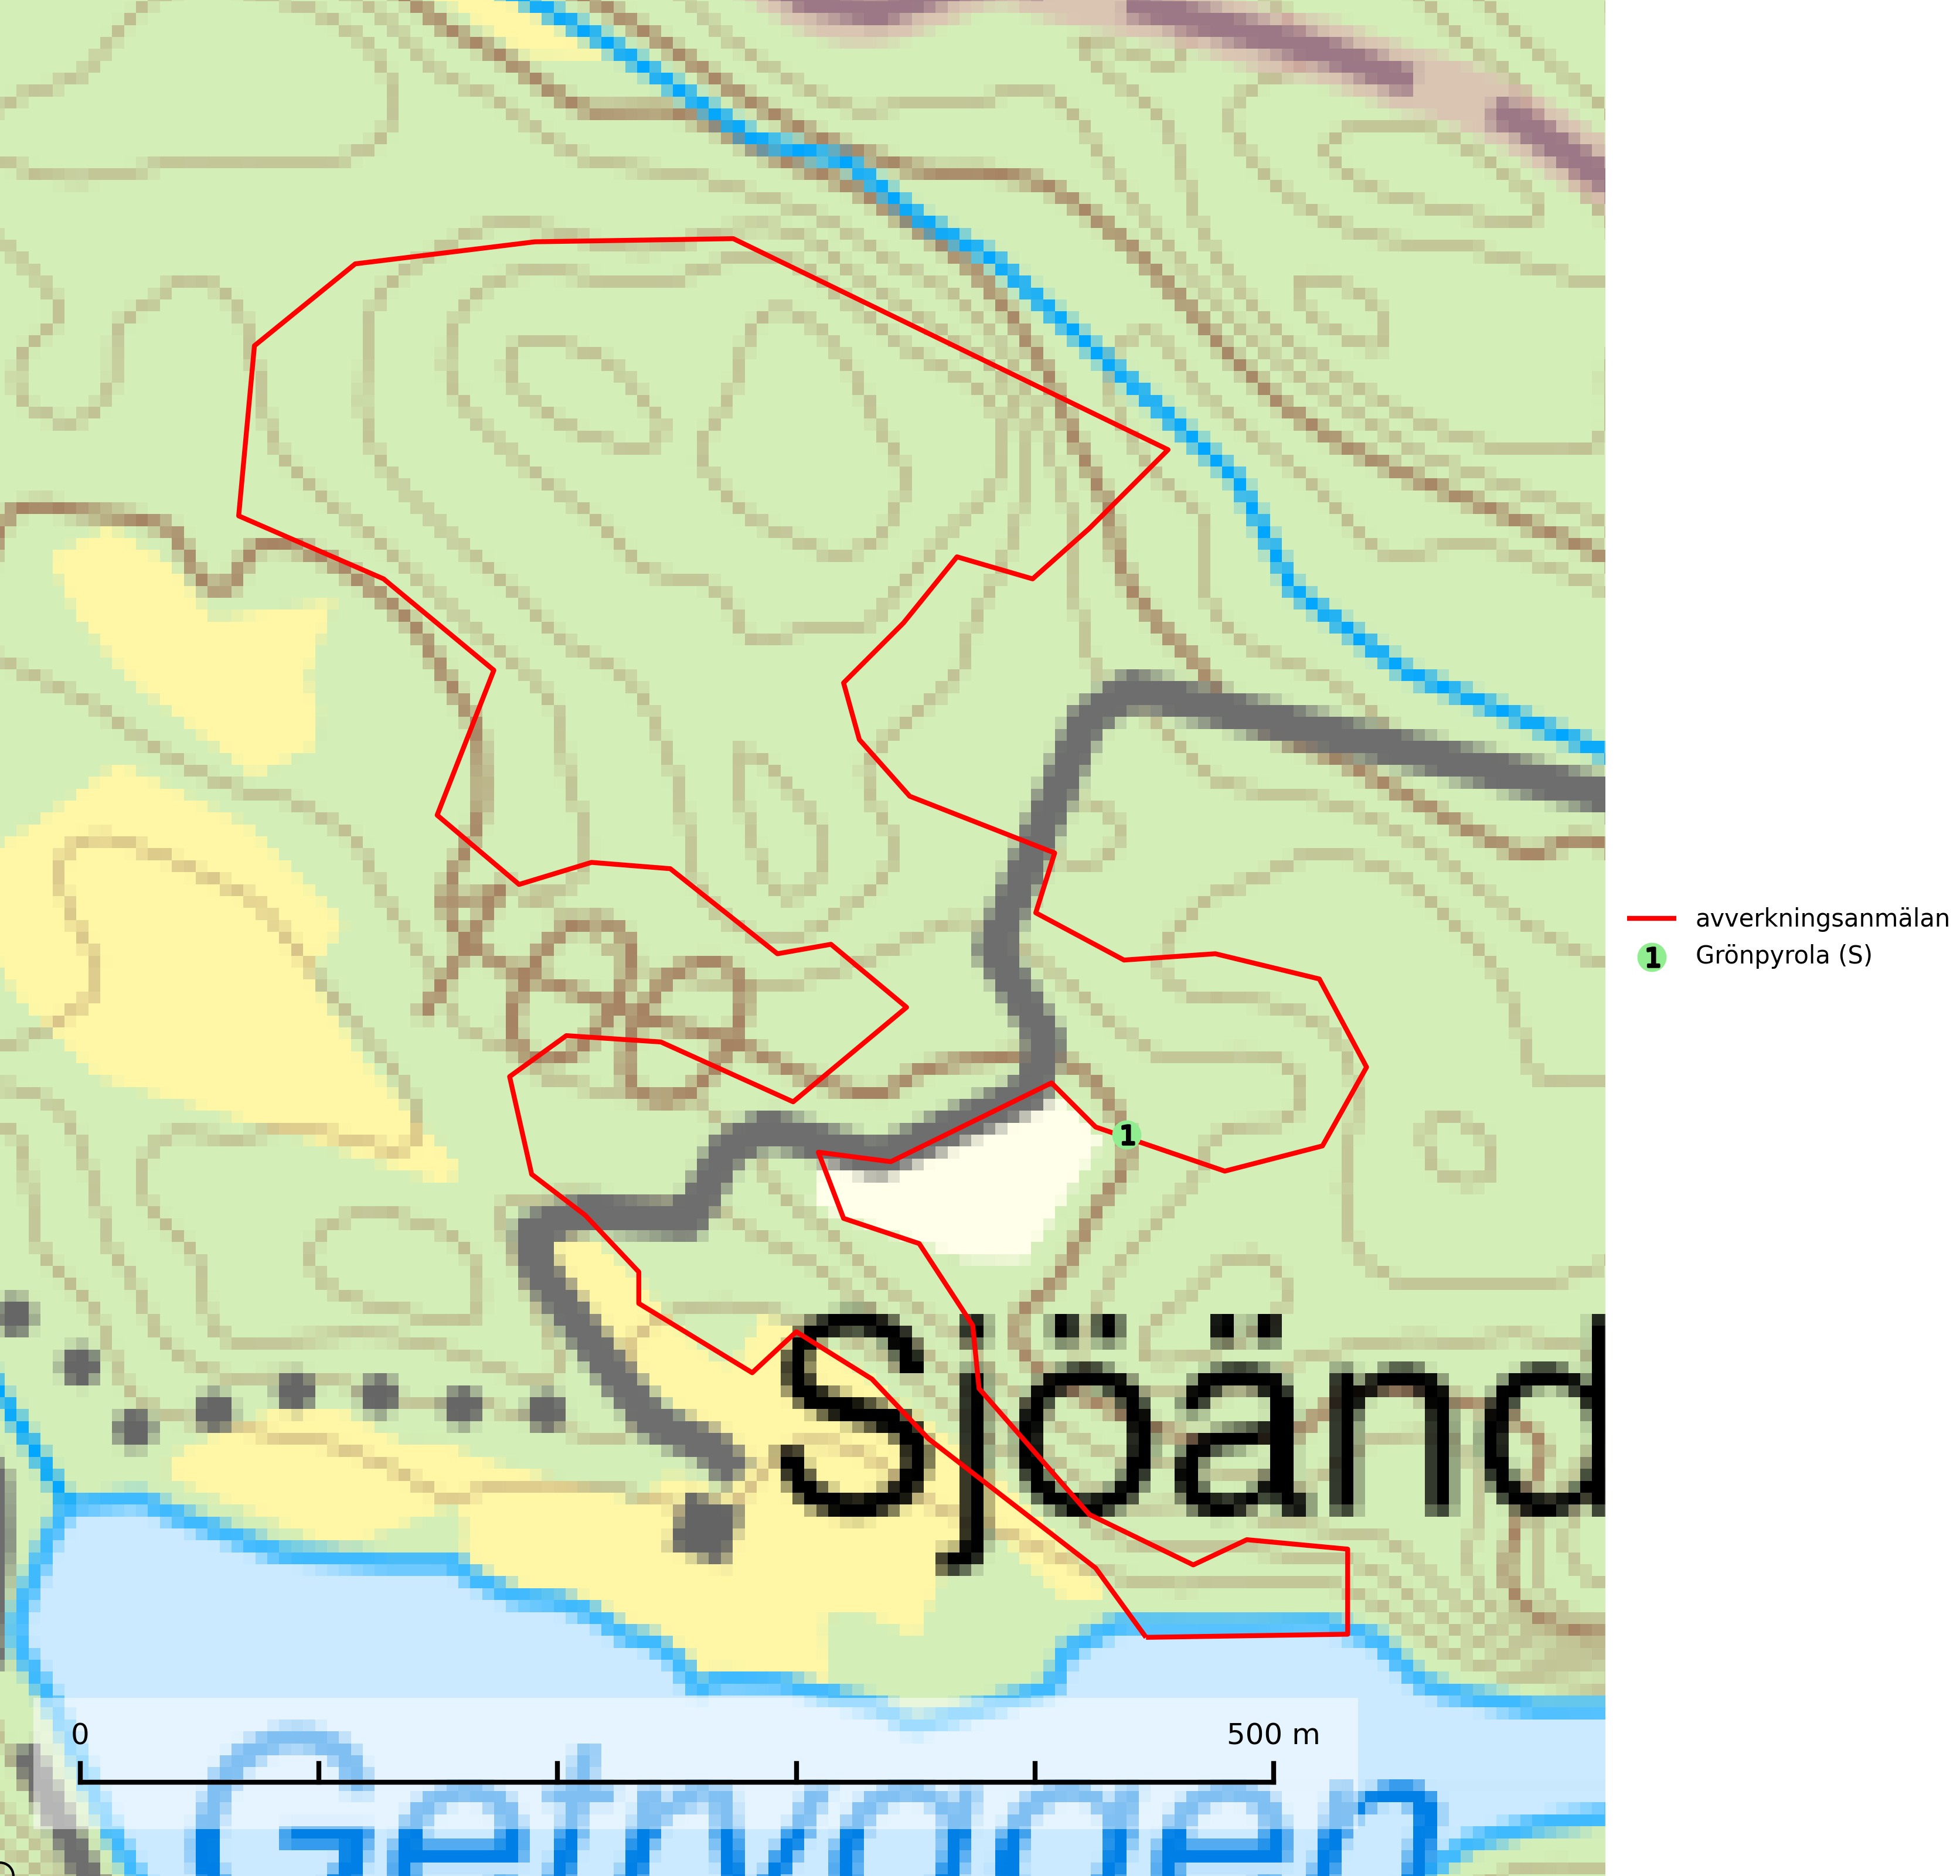 1
Sjöänd
0 500 m
Getvagen
avverkningsanmälan
1 Grönpyrola (S)